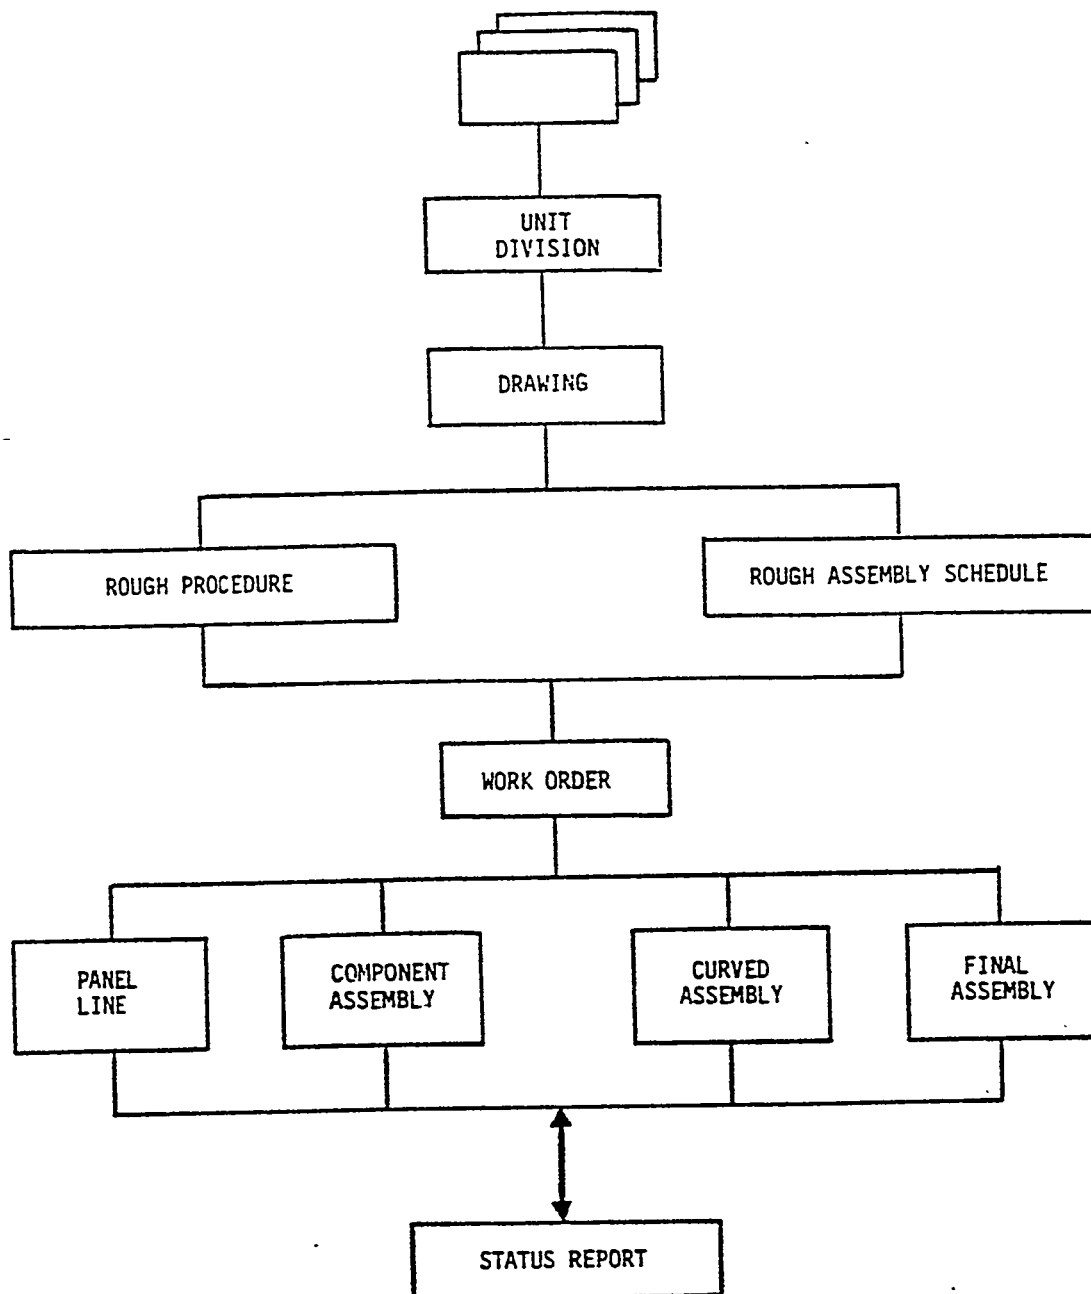 UNIT
DIVISION
DRAWING
ROUGH PROCEDURE
ROUGH ASSEMBLY SCHEDULE
WORK ORDER
PANEL
LINE
COMPONENT
ASSEMBLY
CURVED
ASSEMBLY
FINAL
ASSEMBLY
STATUS REPORT